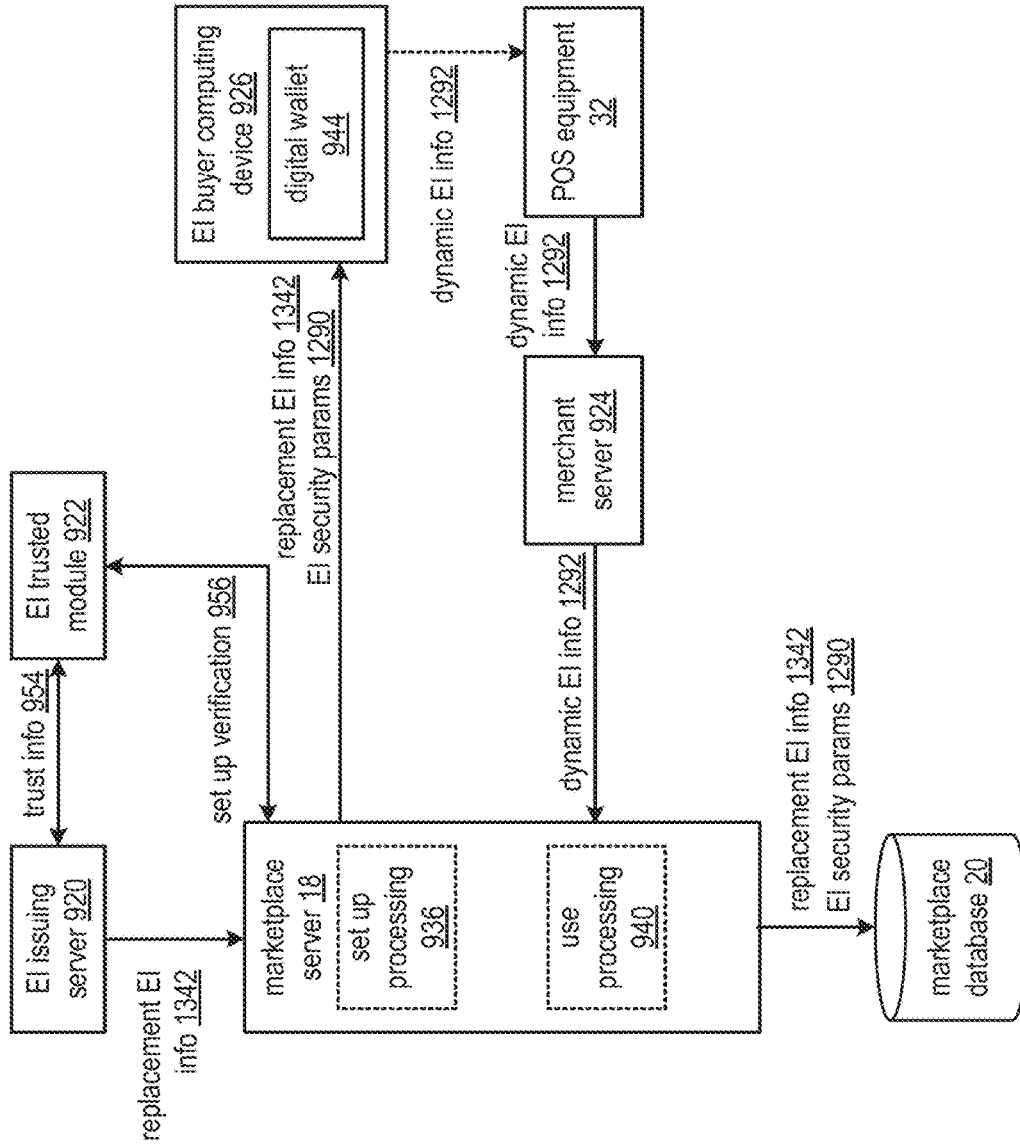 EI issuing
server 920
trust info 954
EI trusted
module 922
replacement EI
info 1342
set up verification 956
marketplace
server 18
set up
processing
936
use
processing
940
replacement EI info 1342
EI security params 1290
EI buyer computing
device 926
digital wallet
944
dynamic EI info 1292
POS equipment
32
dynamic EI
info 1292
merchant
server 924
dynamic EI info 1292
replacement EI info 1342
EI security params 1290
marketplace
database 20